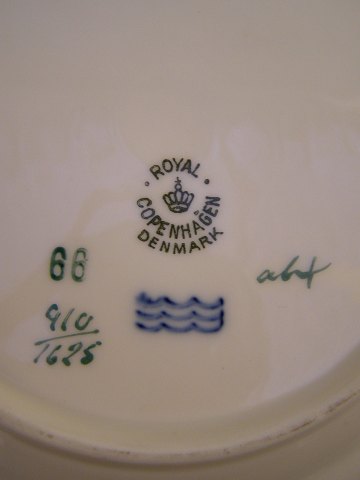 · ROYAL ·
COPENHAGEN
DENMARK
66
910
1625